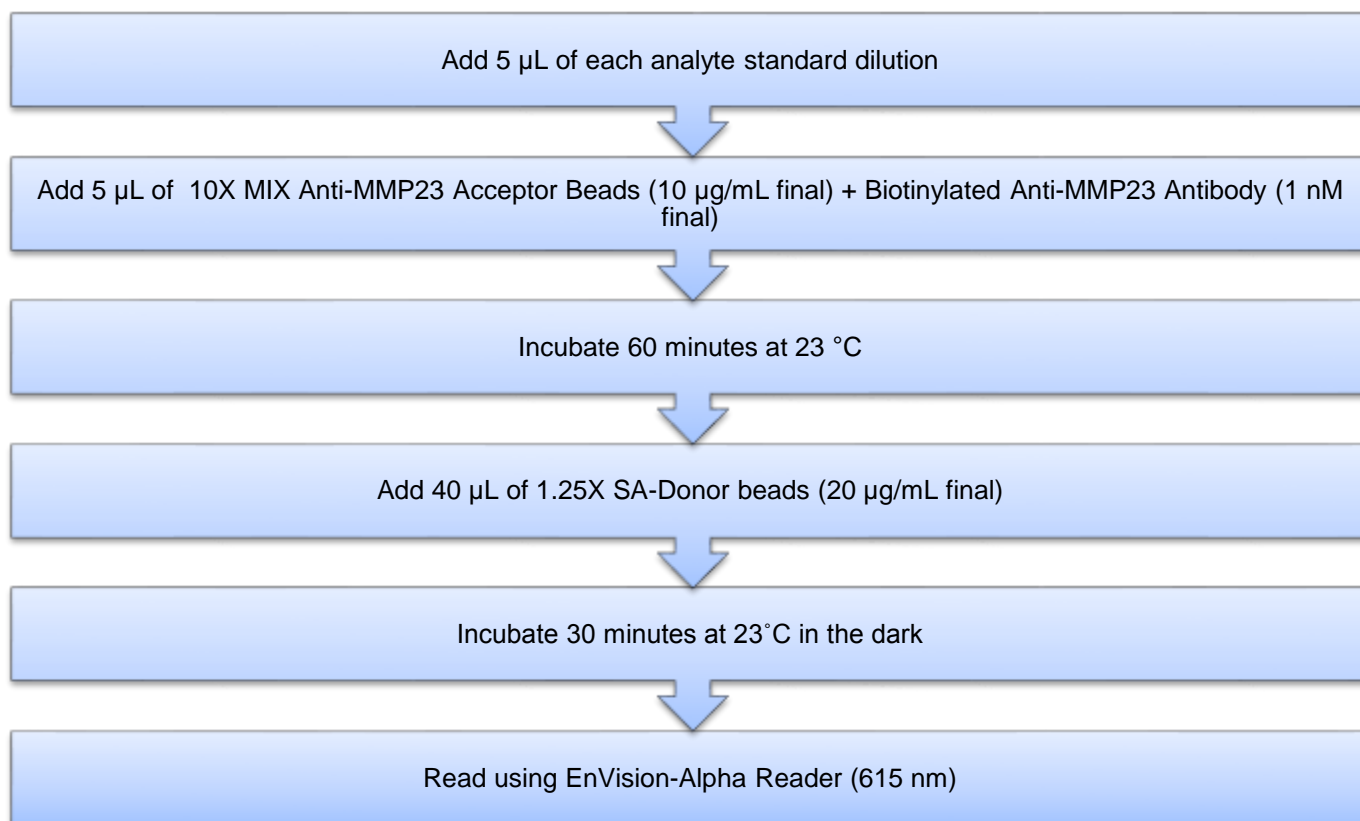 Add 5 µL of each analyte standard dilution
Add 5 µL of 10X MIX Anti-MMP23 Acceptor Beads (10 µg/mL final) + Biotinylated Anti-MMP23 Antibody (1 nM
final)
Incubate 60 minutes at 23 °C
Add 40 µL of 1.25X SA-Donor beads (20 µg/mL final)
Incubate 30 minutes at 23˚C in the dark
Read using EnVision-Alpha Reader (615 nm)